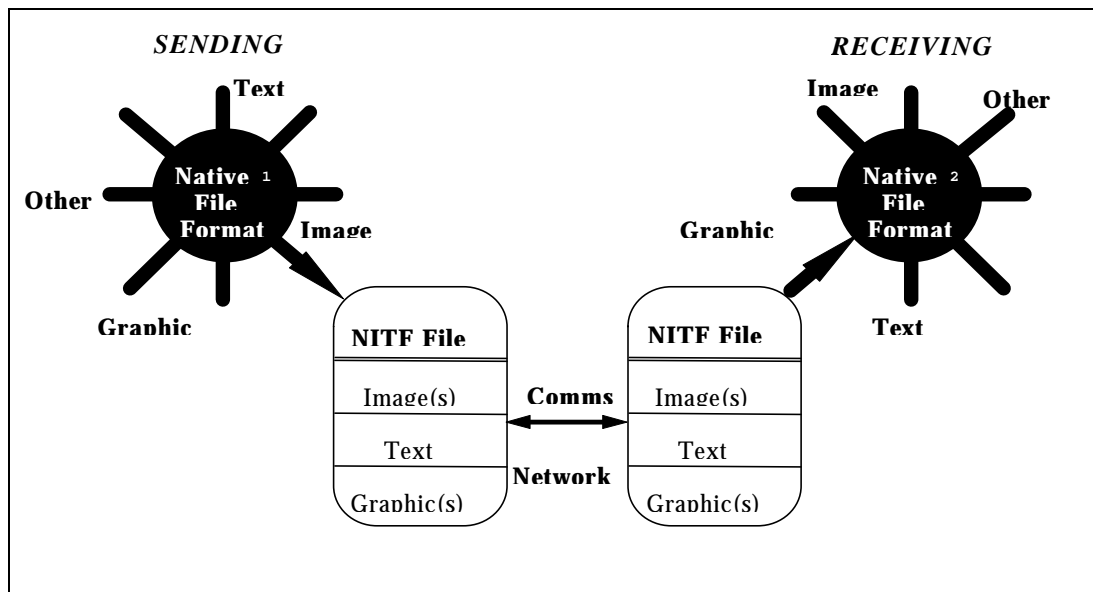 SENDING
RECEIVING
Text
Native 1
File
Format
Other
Image
Graphic
Image
Other
Native 2
File
Format
Graphic
Text
NITF File
Image(s)
Text
Graphic(s)
Comms
Network
NITF File
Image(s)
Text
Graphic(s)